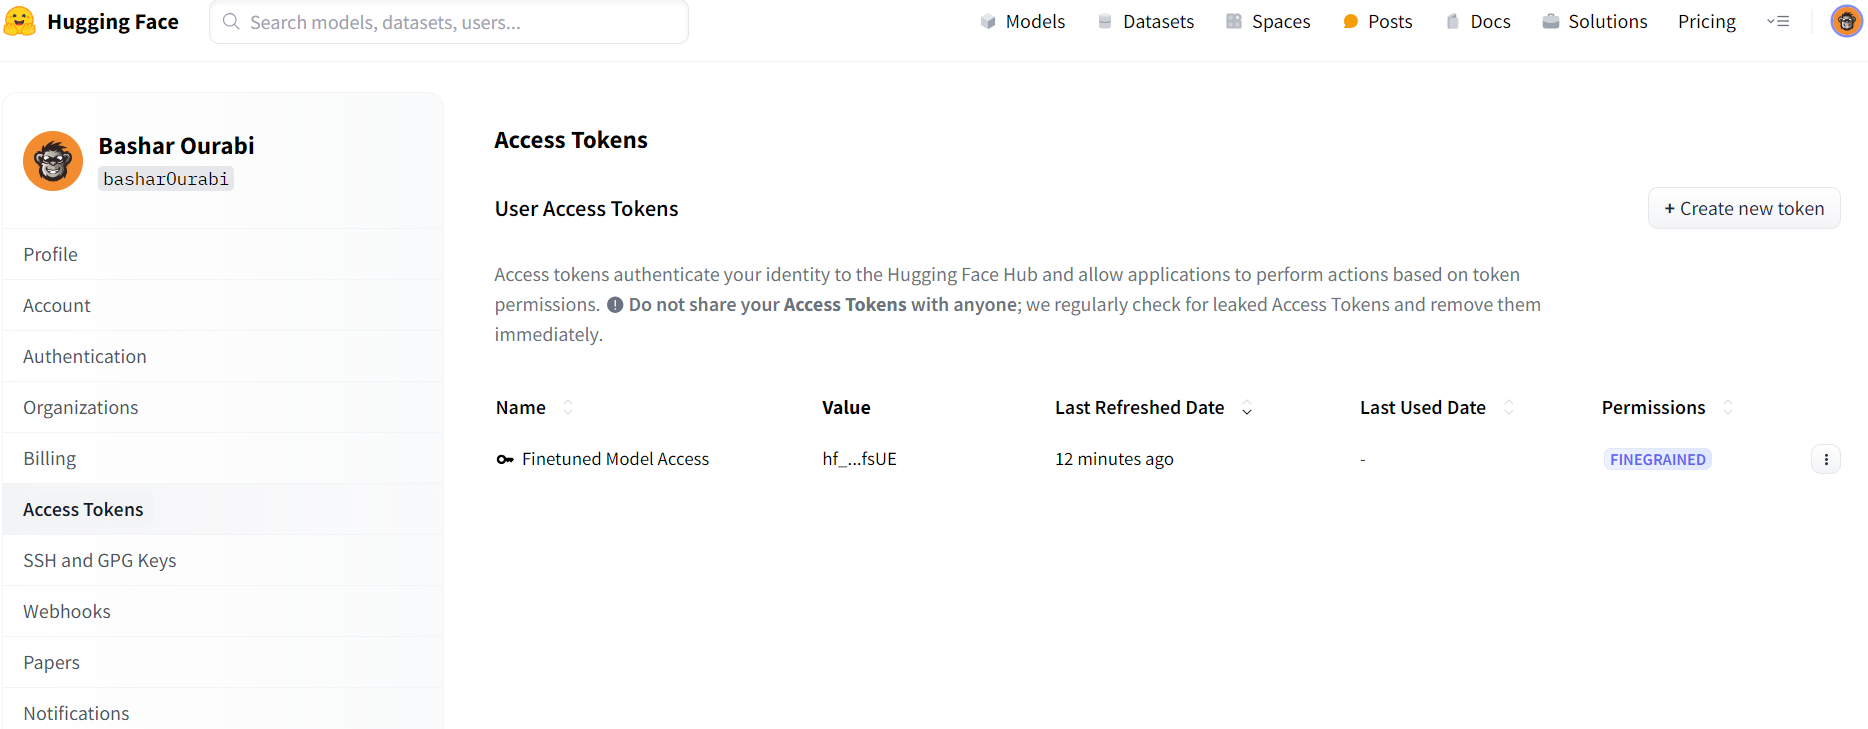 Hugging Face
Search models, datasets, users...
Models
Datasets
Spaces
Posts
Docs
Solutions
Pricing
Bashar Ourabi
basharOurabi
Profile
Account
Authentication
Organizations
Billing
Access Tokens
SSH and GPG Keys
Webhooks
Papers
Notifications
Access Tokens
User Access Tokens
+ Create new token
Access tokens authenticate your identity to the Hugging Face Hub and allow applications to perform actions based on token
permissions. Do not share your Access Tokens with anyone; we regularly check for leaked Access Tokens and remove them
immediately.
Name Value Last Refreshed Date Last Used Date Permissions
Finetuned Model Access hf_...fsUE 12 minutes ago - FINEGRAINED